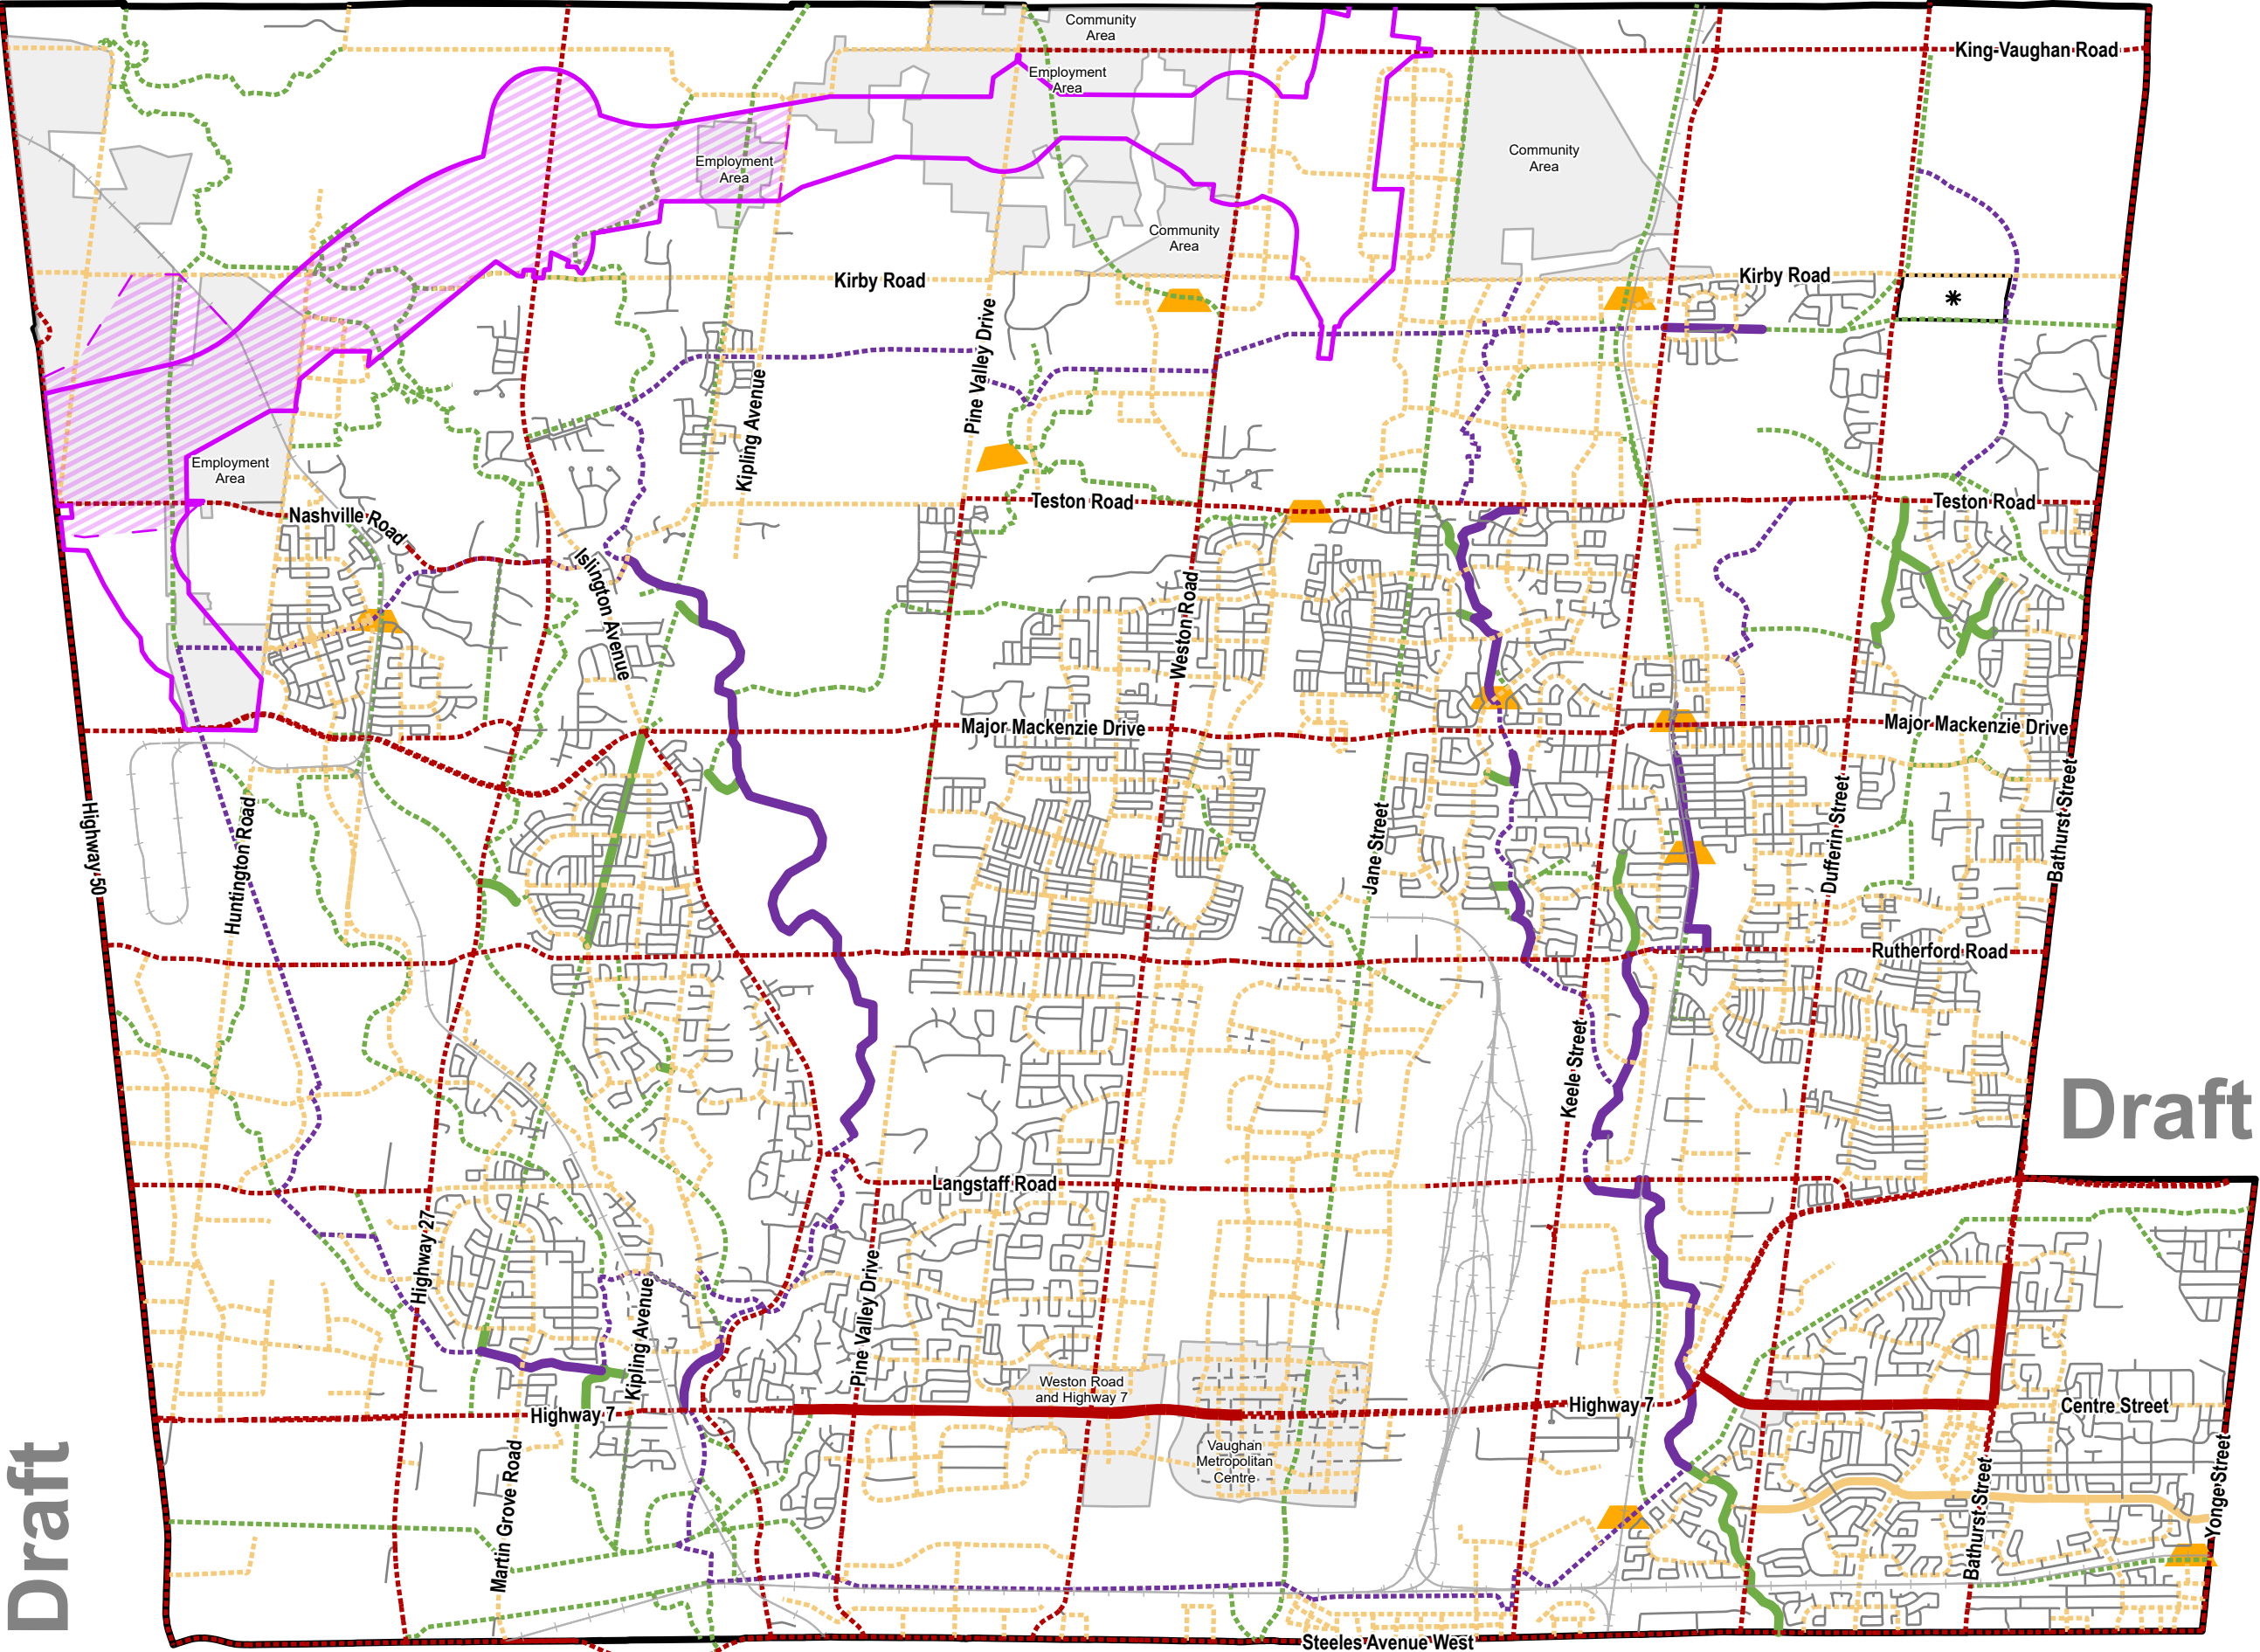 Community
Area
King-Vaughan Road
Employment
Area
Employment
Area
Community
Area
Community
Area
Kirby Road
Kirby Road
*
Pine Valley Drive
Kipling Avenue
Employment
Area
Teston Road
Teston Road
Nashville Road
Islington Avenue
Weston Road
Major Mackenzie Drive
Major Mackenzie Drive
Highway 50
Huntington Road
Jane Street
Dufferin Street
Bathurst Street
Rutherford Road
Keele Street
Draft
Langstaff Road
Highway 27
Kipling Avenue
Pine Valley Drive
Weston Road
and Highway 7
Highway 7
Highway 7
Centre Street
Vaughan
Metropolitan
Centre
Martin Grove Road
Bathurst Street
Yonge Street
Draft
Steeles Avenue West